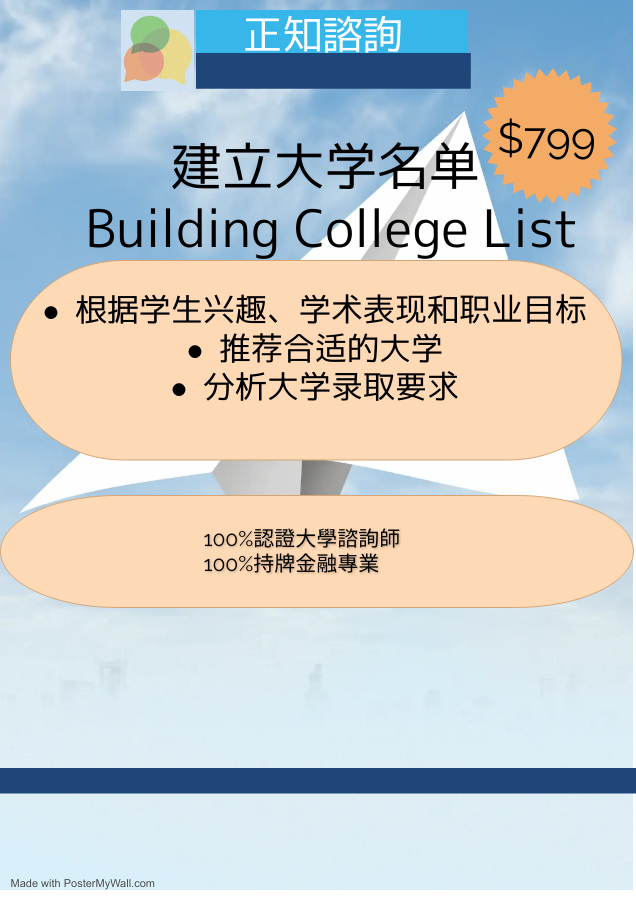 正知諮詢
$799
建立大学名单
Building College List
● 根据学生兴趣、学术表现和职业目标
● 推荐合适的大学
● 分析大学录取要求
100%認證大學諮詢師
100%持牌金融專業
Made with PosterMyWall.com